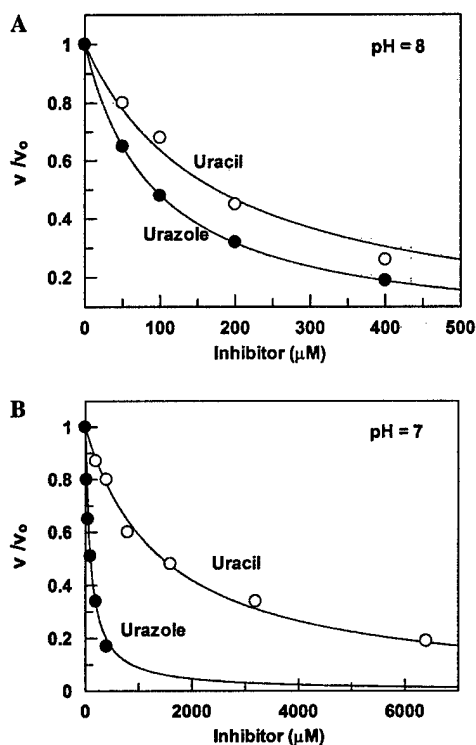 A
pH = 8
1
0.8
0.6
0.4
0.2
v /vo
Uracil
Urazole
0 100 200 300 400 500
Inhibitor (μM)
B
pH = 7
1
0.8
0.6
0.4
0.2
0
v /vo
Uracil
Urazole
0 2000 4000 6000
Inhibitor (μM)